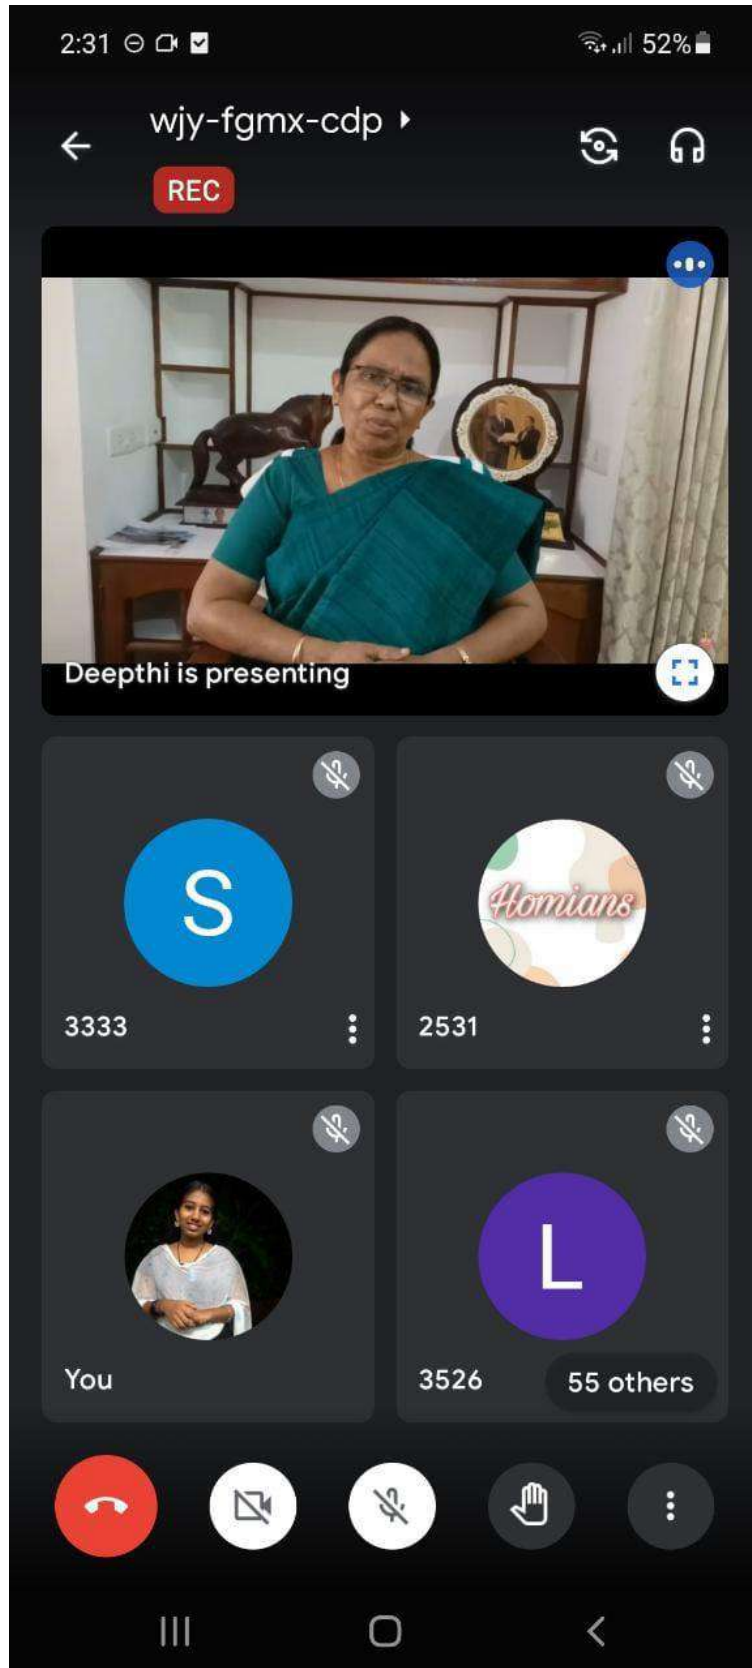 2:31 52%
wjy-fgmx-cdp
REC
Deepthi is presenting
S
Homians
3333
2531
L
You
3526
55 others